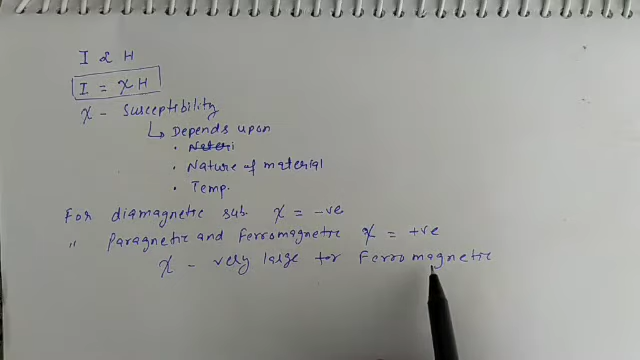 I ∝ H
I = χH
χ - Susceptibility
↳ Depends upon
• Nateri
• Nature of material
• Temp.
For diamagnetic sub. χ = -ve
" Paragnetic and Ferromagnetic χ = +ve
χ - very large for Ferromagnetic